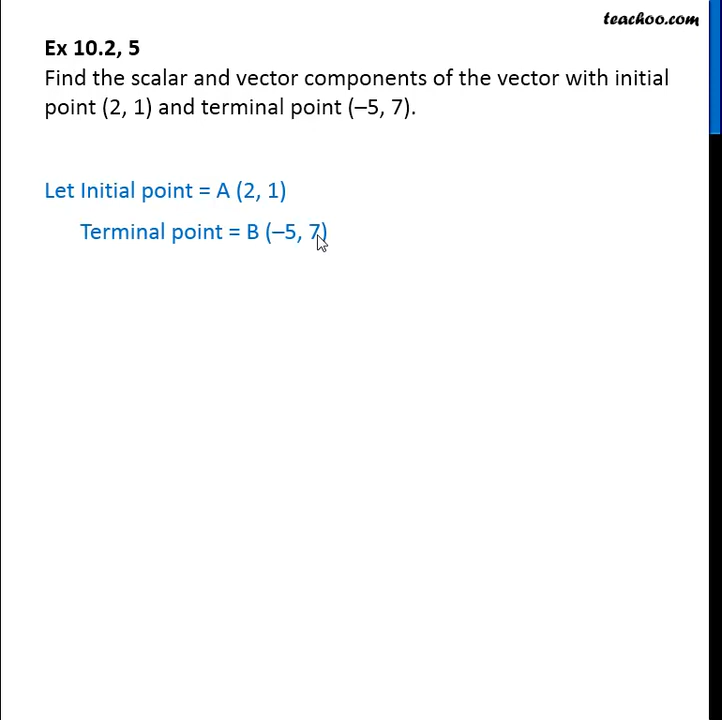 teachoo.com
Ex 10.2, 5
Find the scalar and vector components of the vector with initial
point (2, 1) and terminal point (–5, 7).
Let Initial point = A (2, 1)
Terminal point = B (–5, 7)